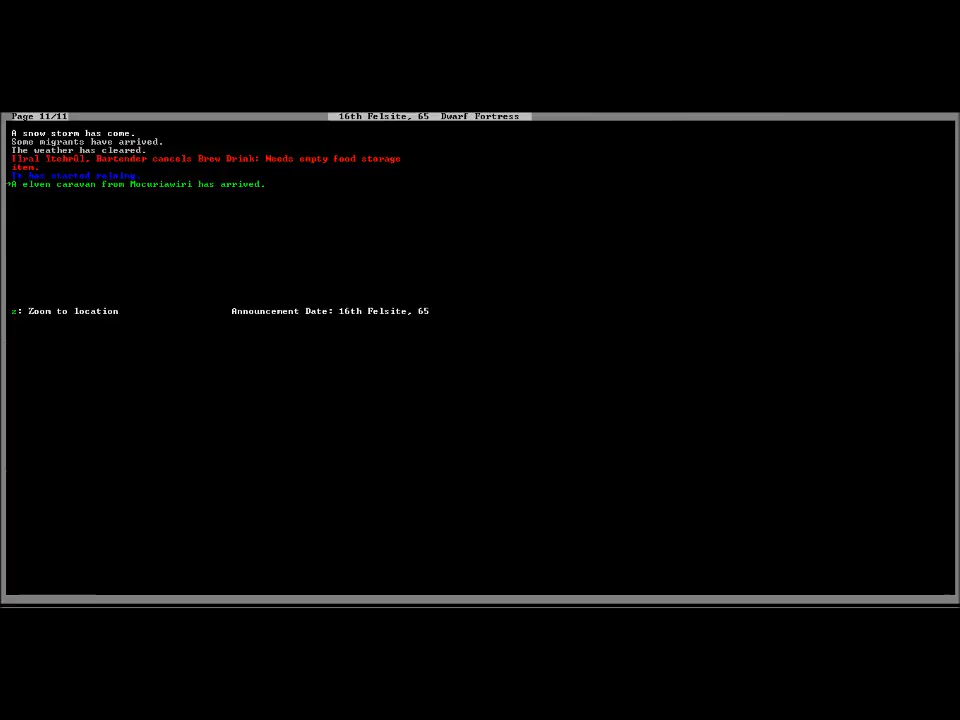 Page 11/11 16th Felsite, 65 Dwarf Fortress
A snow storm has come.
Some migrants have arrived.
The weather has cleared.
Bartender cancels Brew Drink: Needs empty food storage
item.
It has started raining.
A elven caravan from Mocuriawiri has arrived.
z: Zoom to location Announcement Date: 16th Felsite, 65